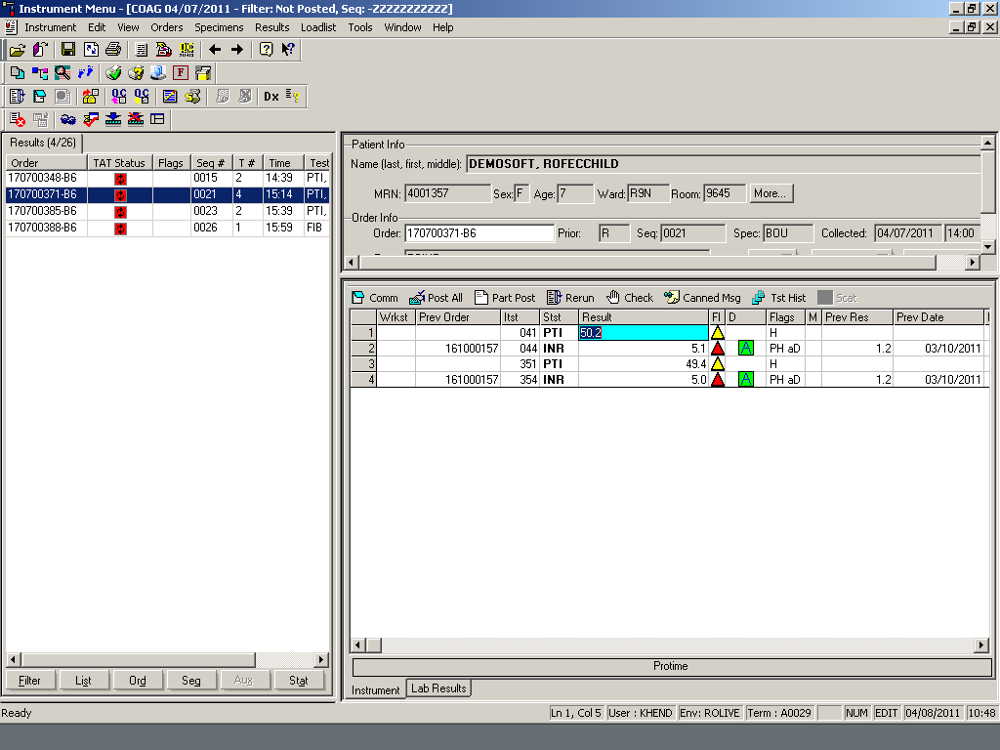 Instrument Menu - [COAG 04/07/2011 - Filter: Not Posted, Seq: -ZZZZZZZZZZZ]
Instrument Edit View Orders Specimens Results Loadlist Tools Window Help
F
QC QC Dx
Results (4/26)
Order TAT Status Flags Seq # T # Time Test
170700348-B6 0015 2 14:39 PTI,
170700371-B6 0021 4 15:14 PTI,
170700385-B6 0023 2 15:39 PTI,
170700388-B6 0026 1 15:59 FIB
Filter List Ord Seg Aux Stat
Patient Info
Name (last, first, middle): DEMOSOFT, ROFECCHILD
MRN: 4001357 Sex: F Age: 7 Ward: R9N Room: 9645 More...
Order Info
Order: 170700371-B6 Prior: R Seq: 0021 Spec: BOU Collected: 04/07/2011 14:00
Comm Post All Part Post Rerun Check Canned Msg Tst Hist Scat
Wrkst Prev Order Itst Stst Result Fl D Flags M Prev Res Prev Date
1 041 PTI 50.2 H
2 161000157 044 INR 5.1 A PH aD 1.2 03/10/2011
3 351 PTI 49.4 H
4 161000157 354 INR 5.0 A PH aD 1.2 03/10/2011
Protime
Instrument Lab Results
Ready Ln 1, Col 5 User : KHEND Env: ROLIVE Term : A0029 NUM EDIT 04/08/2011 10:48